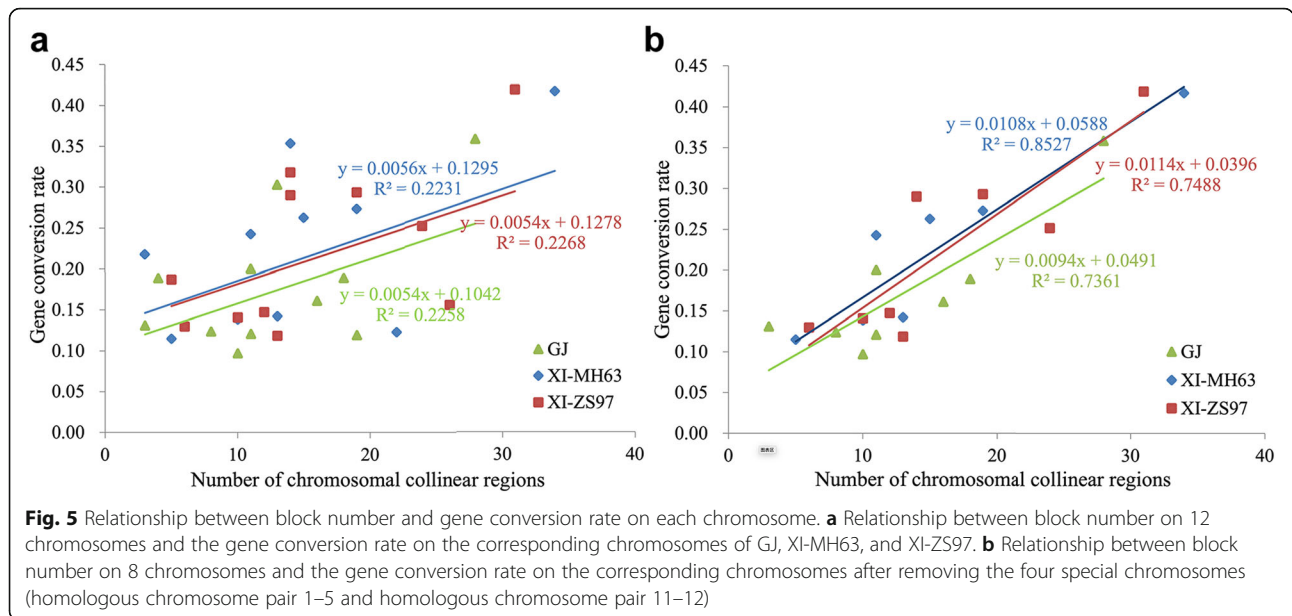 a
0.45
0.40
0.35
0.30
0.25
0.20
0.15
0.10
0.05
0.00
Gene conversion rate
y = 0.0056x + 0.1295
R² = 0.2231
y = 0.0054x + 0.1278
R² = 0.2268
y = 0.0054x + 0.1042
R² = 0.2258
GJ
XI-MH63
XI-ZS97
0 10 20 30 40
Number of chromosomal collinear regions
b
0.45
0.40
0.35
0.30
0.25
0.20
0.15
0.10
0.05
0.00
Gene conversion rate
y = 0.0108x + 0.0588
R² = 0.8527
y = 0.0114x + 0.0396
R² = 0.7488
y = 0.0094x + 0.0491
R² = 0.7361
GJ
XI-MH63
XI-ZS97
0 10 20 30 40
Number of chromosomal collinear regions
Fig. 5 Relationship between block number and gene conversion rate on each chromosome. a Relationship between block number on 12
chromosomes and the gene conversion rate on the corresponding chromosomes of GJ, XI-MH63, and XI-ZS97. b Relationship between block
number on 8 chromosomes and the gene conversion rate on the corresponding chromosomes after removing the four special chromosomes
(homologous chromosome pair 1–5 and homologous chromosome pair 11–12)